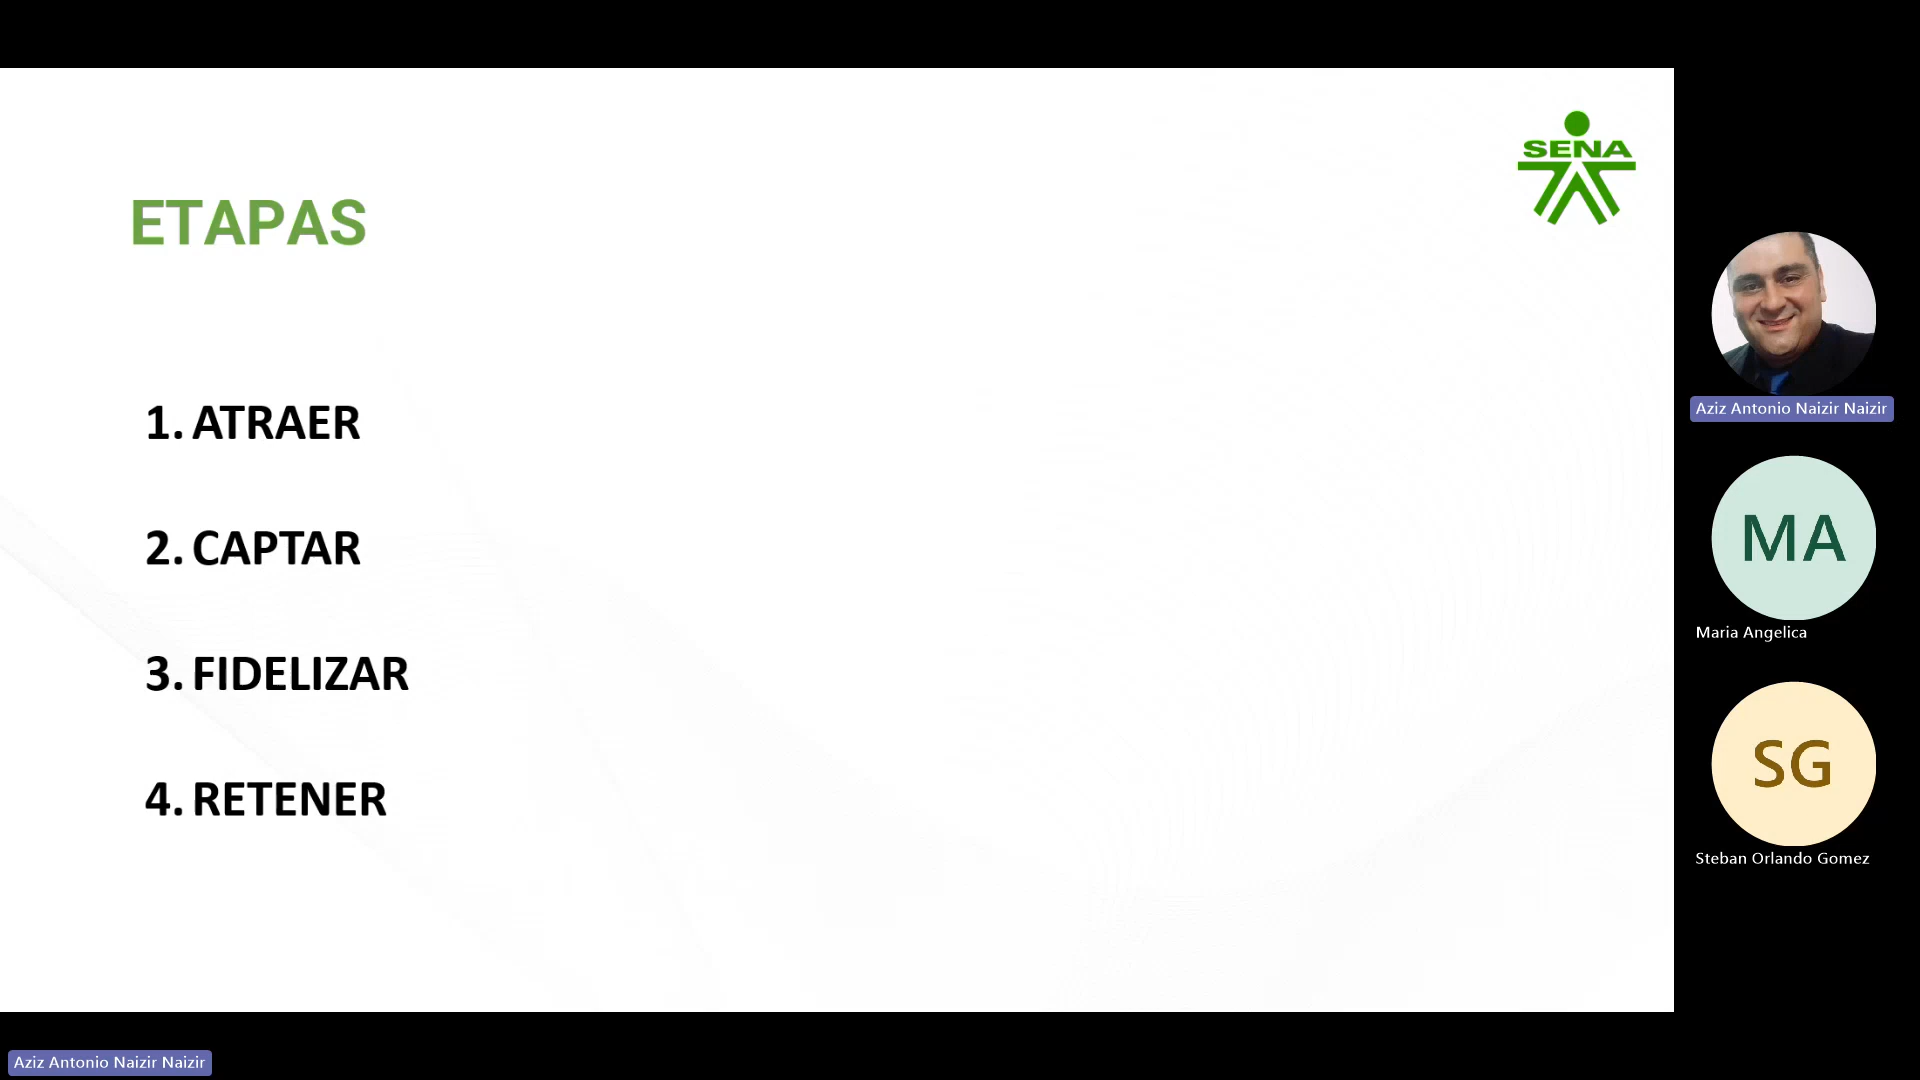 SENA
ETAPAS
1. ATRAER
2. CAPTAR
3. FIDELIZAR
4. RETENER
Aziz Antonio Naizir Naizir
MA
Maria Angelica
SG
Steban Orlando Gomez
Aziz Antonio Naizir Naizir